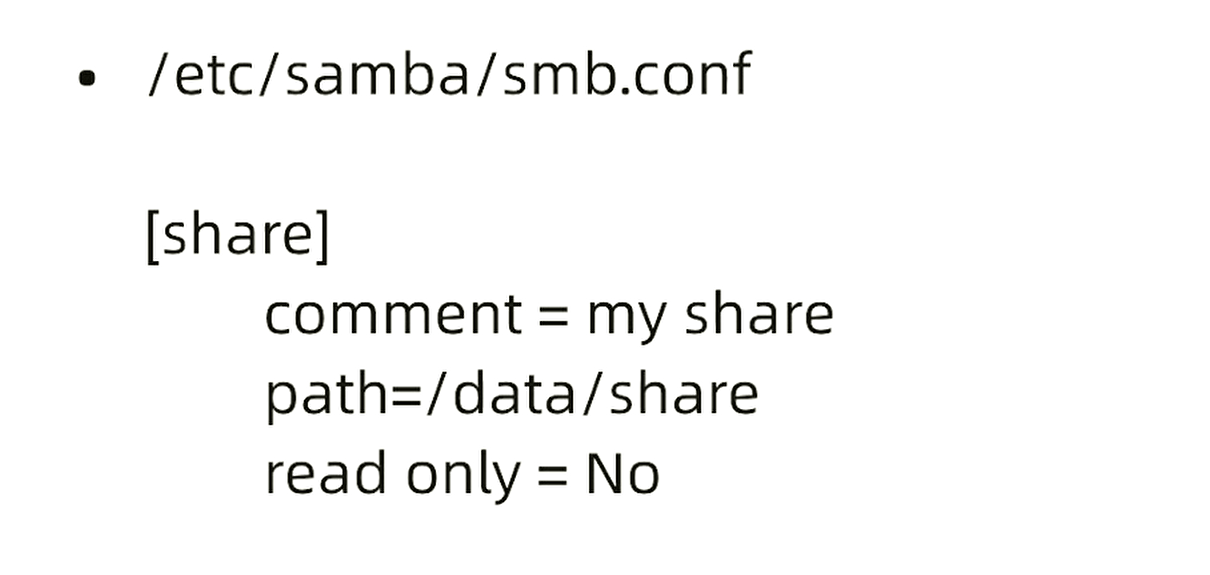 • /etc/samba/smb.conf
[share]
comment = my share
path=/data/share
read only = No